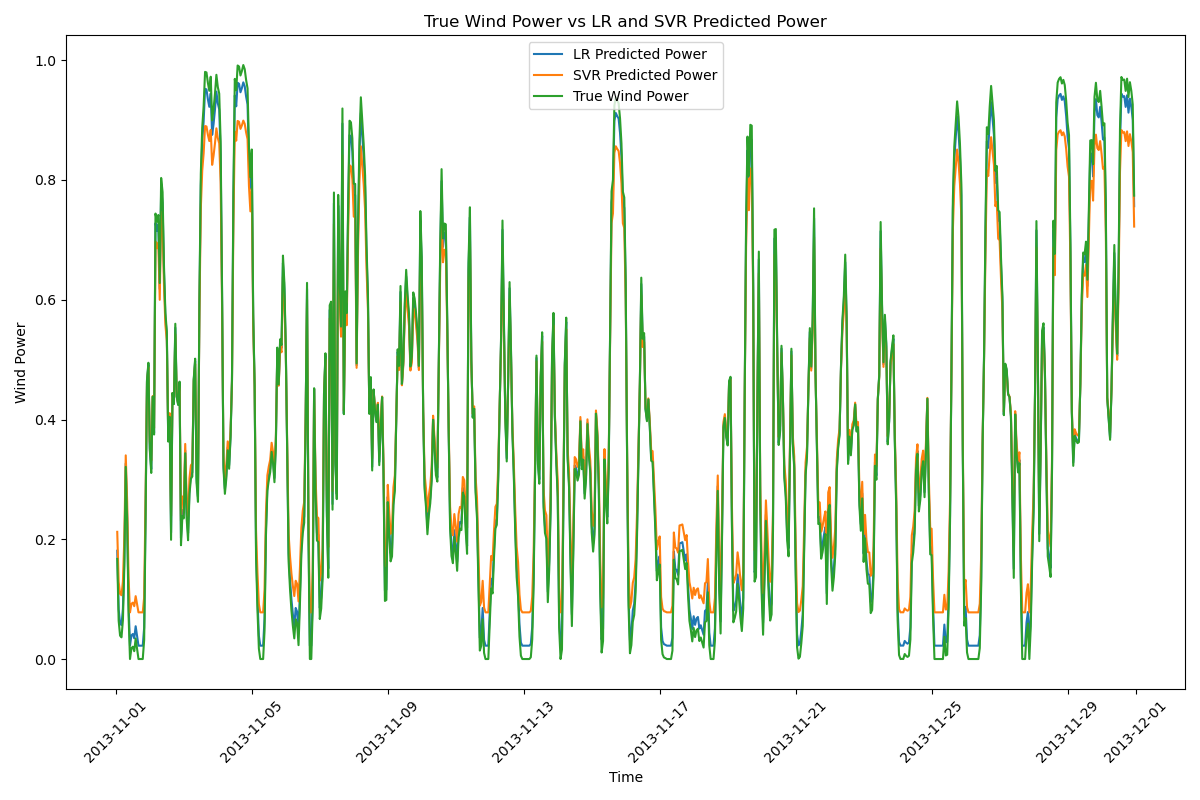 True Wind Power vs LR and SVR Predicted Power
LR Predicted Power
SVR Predicted Power
True Wind Power
1.0
0.8
0.6
0.4
0.2
0.0
Wind Power
2013-11-01
2013-11-05
2013-11-09
2013-11-13
2013-11-17
2013-11-21
2013-11-25
2013-11-29
2013-12-01
Time